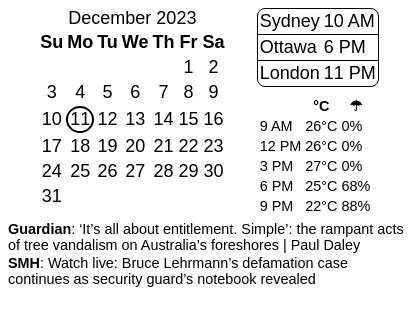 December 2023
Su Mo Tu We Th Fr Sa
1 2
3 4 5 6 7 8 9
10 11 12 13 14 15 16
17 18 19 20 21 22 23
24 25 26 27 28 29 30
31
Sydney 10 AM
Ottawa 6 PM
London 11 PM
°C ☂
9 AM 26°C 0%
12 PM 26°C 0%
3 PM 27°C 0%
6 PM 25°C 68%
9 PM 22°C 88%
Guardian: ‘It’s all about entitlement. Simple’: the rampant acts
of tree vandalism on Australia’s foreshores | Paul Daley
SMH: Watch live: Bruce Lehrmann’s defamation case
continues as security guard’s notebook revealed